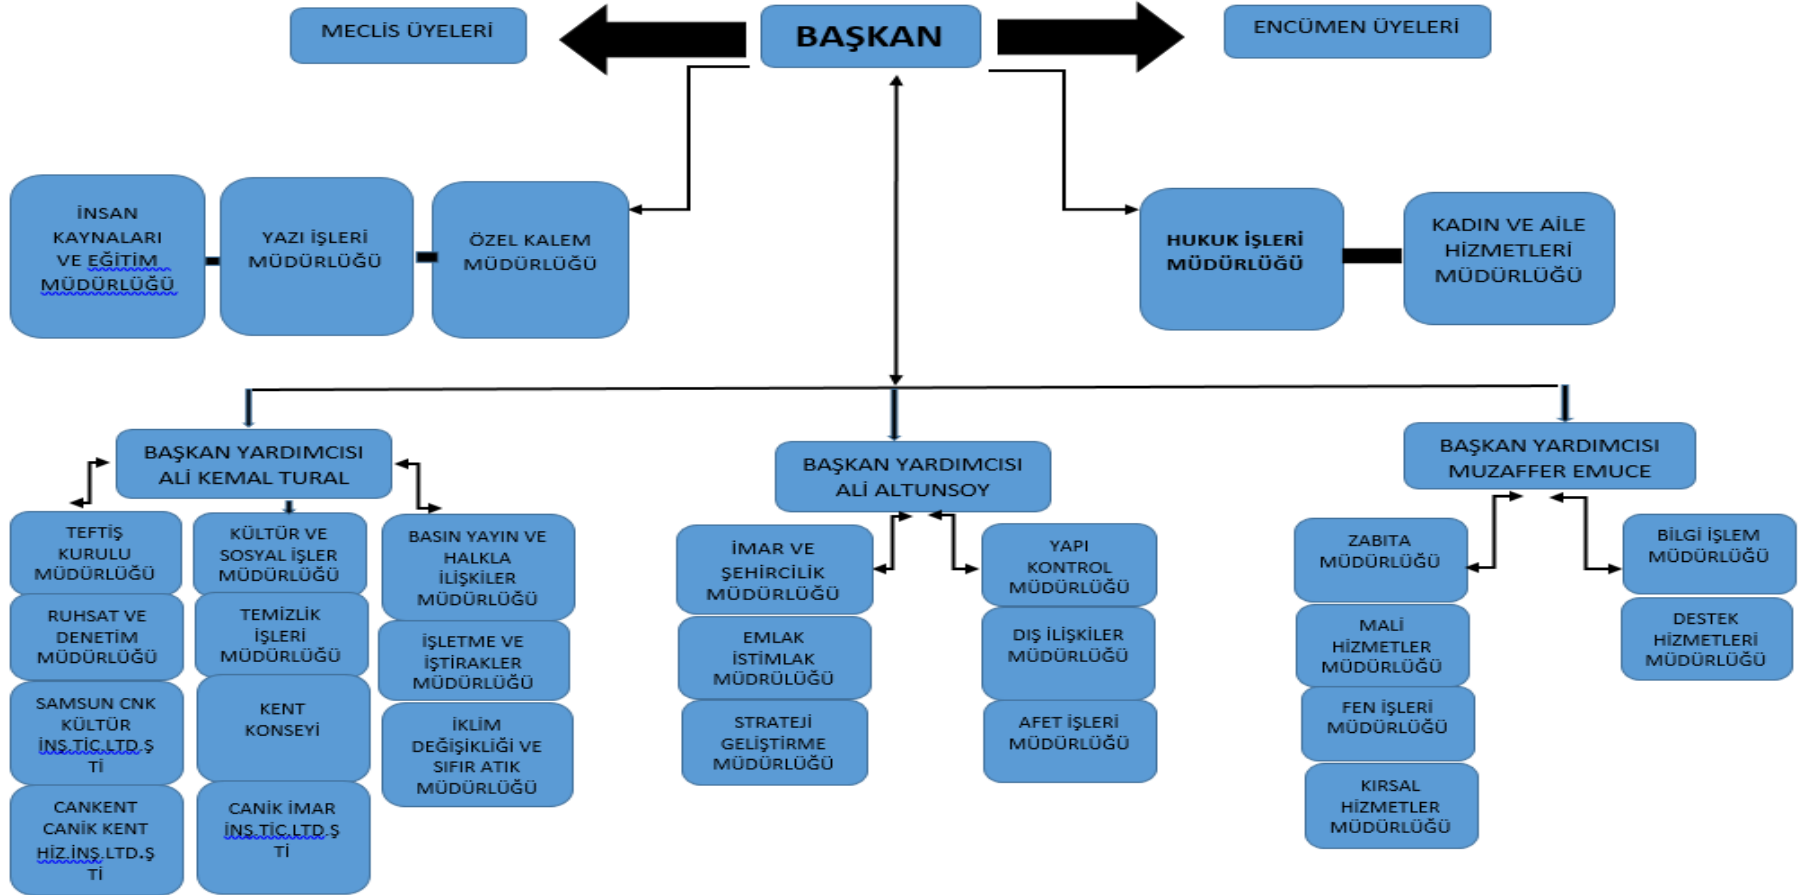 MECLİS ÜYELERİ
BAŞKAN
ENCÜMEN ÜYELERİ
İNSAN
KAYNALARI
VE EĞİTİM
MÜDÜRLÜĞÜ
YAZI İŞLERİ
MÜDÜRLÜĞÜ
ÖZEL KALEM
MÜDÜRLÜĞÜ
HUKUK İŞLERİ
MÜDÜRLÜĞÜ
KADIN VE AİLE
HİZMETLERİ
MÜDÜRLÜĞÜ
BAŞKAN YARDIMCISI
ALİ KEMAL TURAL
TEFTİŞ
KURULU
MÜDÜRLÜĞÜ
RUHSAT VE
DENETİM
MÜDÜRLÜĞÜ
SAMSUN CNK
KÜLTÜR
İNŞ.TİC.LTD.Ş
Tİ
CANKENT
CANİK KENT
HİZ.İNŞ.LTD.Ş
Tİ
KÜLTÜR VE
SOSYAL İŞLER
MÜDÜRLÜĞÜ
TEMİZLİK
İŞLERİ
MÜDÜRLÜĞÜ
KENT
KONSEYİ
CANİK İMAR
İNŞ.TİC.LTD.Ş
Tİ
BASIN YAYIN VE
HALKLA
İLİŞKİLER
MÜDÜRLÜĞÜ
İŞLETME VE
İŞTİRAKLER
MÜDÜRLÜĞÜ
İKLİM
DEĞİŞİKLİĞİ VE
SIFIR ATIK
MÜDÜRLÜĞÜ
BAŞKAN YARDIMCISI
ALİ ALTUNSOY
İMAR VE
ŞEHİRCİLİK
MÜDÜRLÜĞÜ
EMLAK
İSTİMLAK
MÜDRÜLÜĞÜ
STRATEJİ
GELİŞTİRME
MÜDÜRLÜĞÜ
YAPI
KONTROL
MÜDÜRLÜĞÜ
DIŞ İLİŞKİLER
MÜDÜRLÜĞÜ
AFET İŞLERİ
MÜDÜRLÜĞÜ
BAŞKAN YARDIMCISI
MUZAFFER EMUCE
ZABITA
MÜDÜRLÜĞÜ
MALİ
HİZMETLER
MÜDÜRLÜĞÜ
FEN İŞLERİ
MÜDÜRLÜĞÜ
KIRSAL
HİZMETLER
MÜDÜRLÜĞÜ
BİLGİ İŞLEM
MÜDÜRLÜĞÜ
DESTEK
HİZMETLERİ
MÜDÜRLÜĞÜ